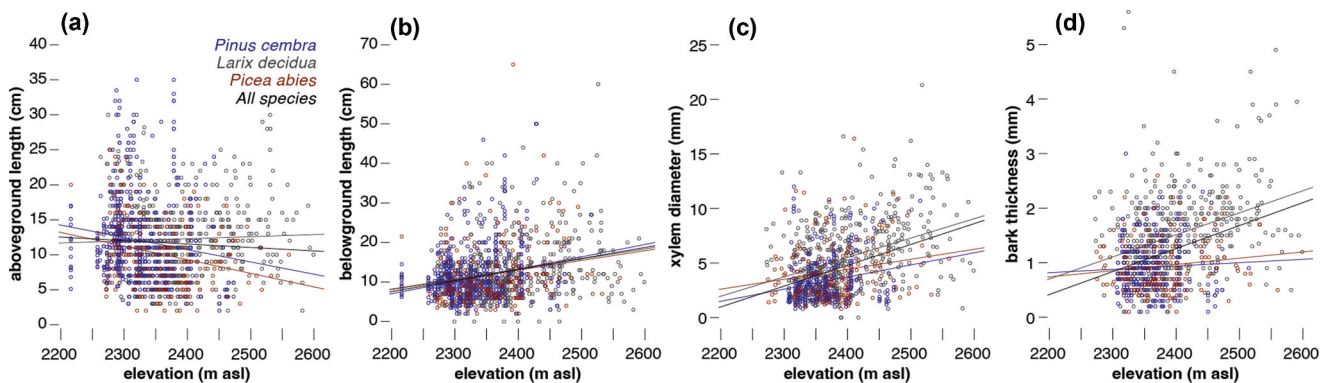 (a)
Pinus cembra
Larix decidua
Picea abies
All species
aboveground length (cm)
40
35
30
25
20
15
10
5
0
2200 2300 2400 2500 2600
elevation (m asl)
(b)
belowground length (cm)
70
60
50
40
30
20
10
0
2200 2300 2400 2500 2600
elevation (m asl)
(c)
xylem diameter (mm)
25
20
15
10
5
0
2200 2300 2400 2500 2600
elevation (m asl)
(d)
bark thickness (mm)
5
4
3
2
1
0
2200 2300 2400 2500 2600
elevation (m asl)